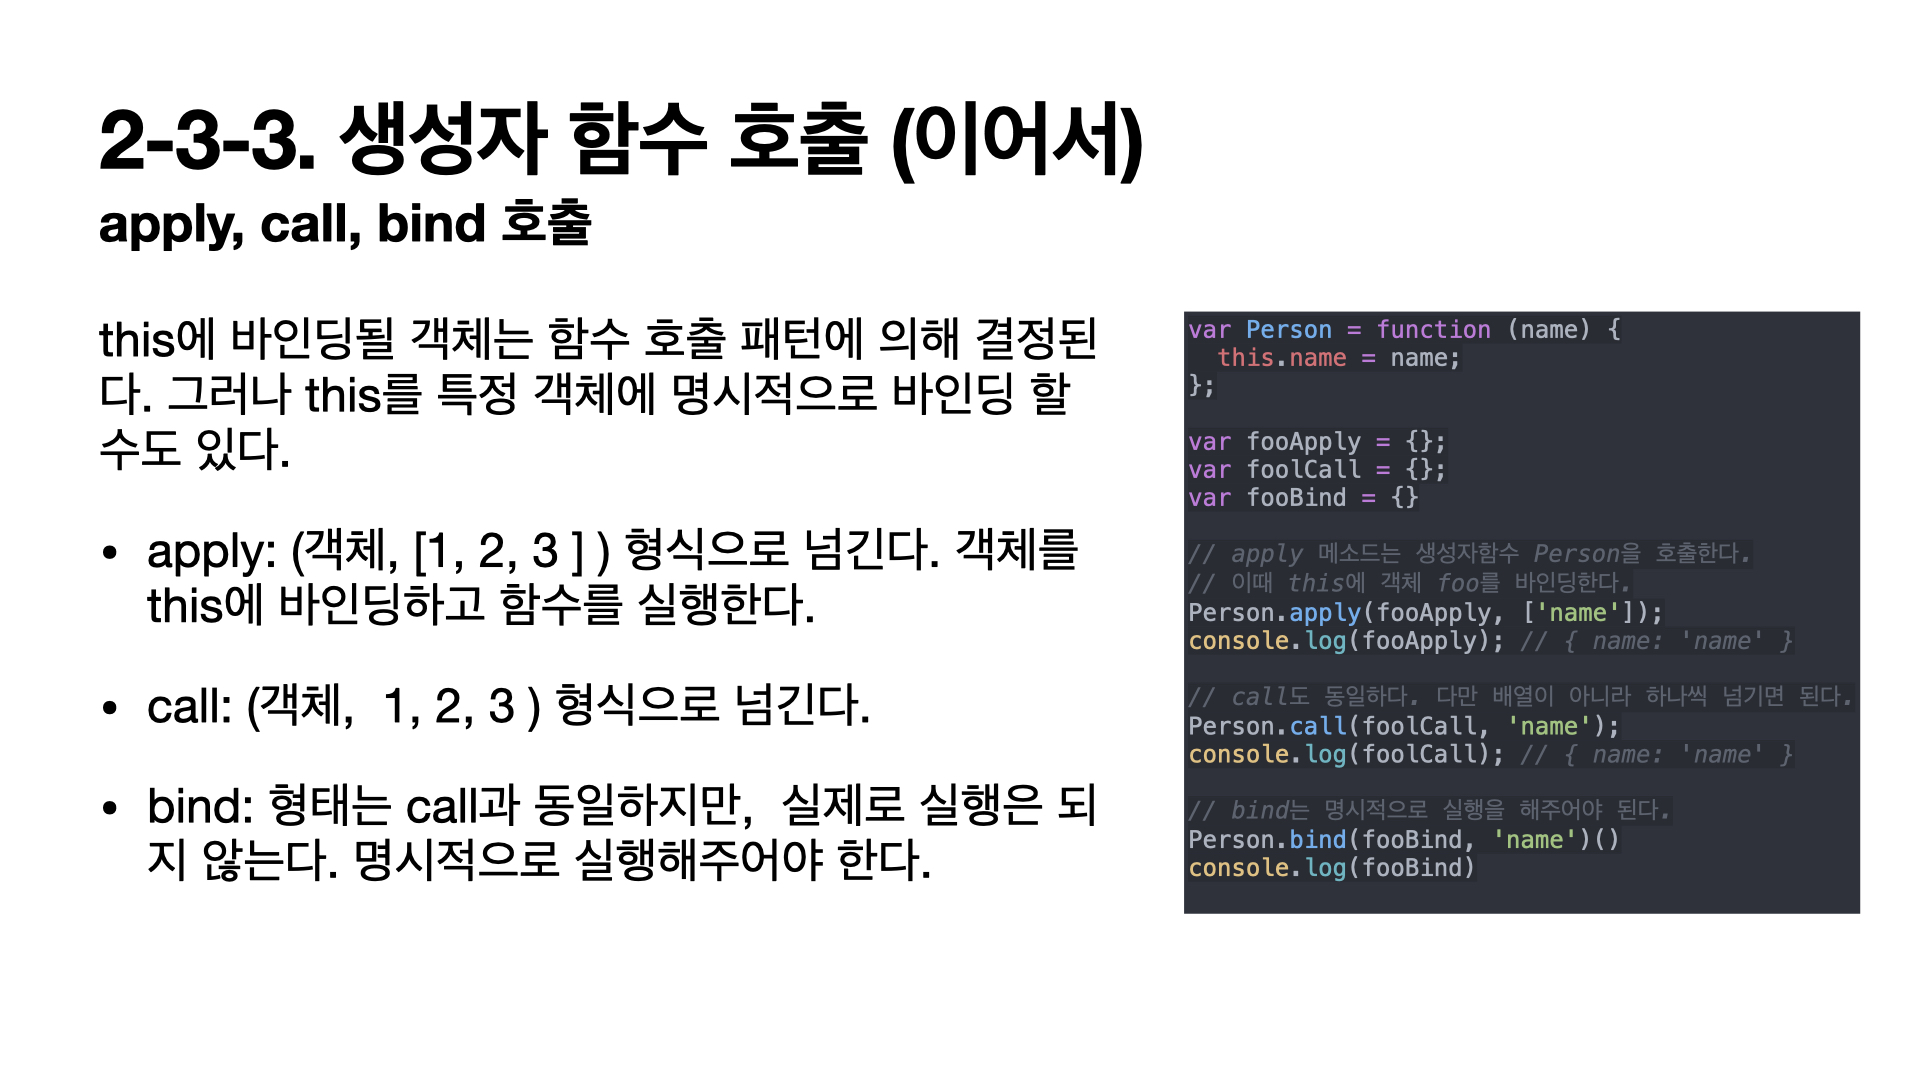 2-3-3. 생성자 함수 호출 (이어서)
apply, call, bind 호출
this에 바인딩될 객체는 함수 호출 패턴에 의해 결정된
다. 그러나 this를 특정 객체에 명시적으로 바인딩 할
수도 있다.
• apply: (객체, [1, 2, 3 ] ) 형식으로 넘긴다. 객체를
this에 바인딩하고 함수를 실행한다.
• call: (객체,  1, 2, 3 ) 형식으로 넘긴다.
• bind: 형태는 call과 동일하지만,  실제로 실행은 되
지 않는다. 명시적으로 실행해주어야 한다.
var Person = function (name) {
  this.name = name;
};
var fooApply = {};
var foolCall = {};
var fooBind = {}
// apply 메소드는 생성자함수 Person을 호출한다.
// 이때 this에 객체 foo를 바인딩한다.
Person.apply(fooApply, ['name']);
console.log(fooApply); // { name: 'name' }
// call도 동일하다. 다만 배열이 아니라 하나씩 넘기면 된다.
Person.call(foolCall, 'name');
console.log(foolCall); // { name: 'name' }
// bind는 명시적으로 실행을 해주어야 된다.
Person.bind(fooBind, 'name')()
console.log(fooBind)